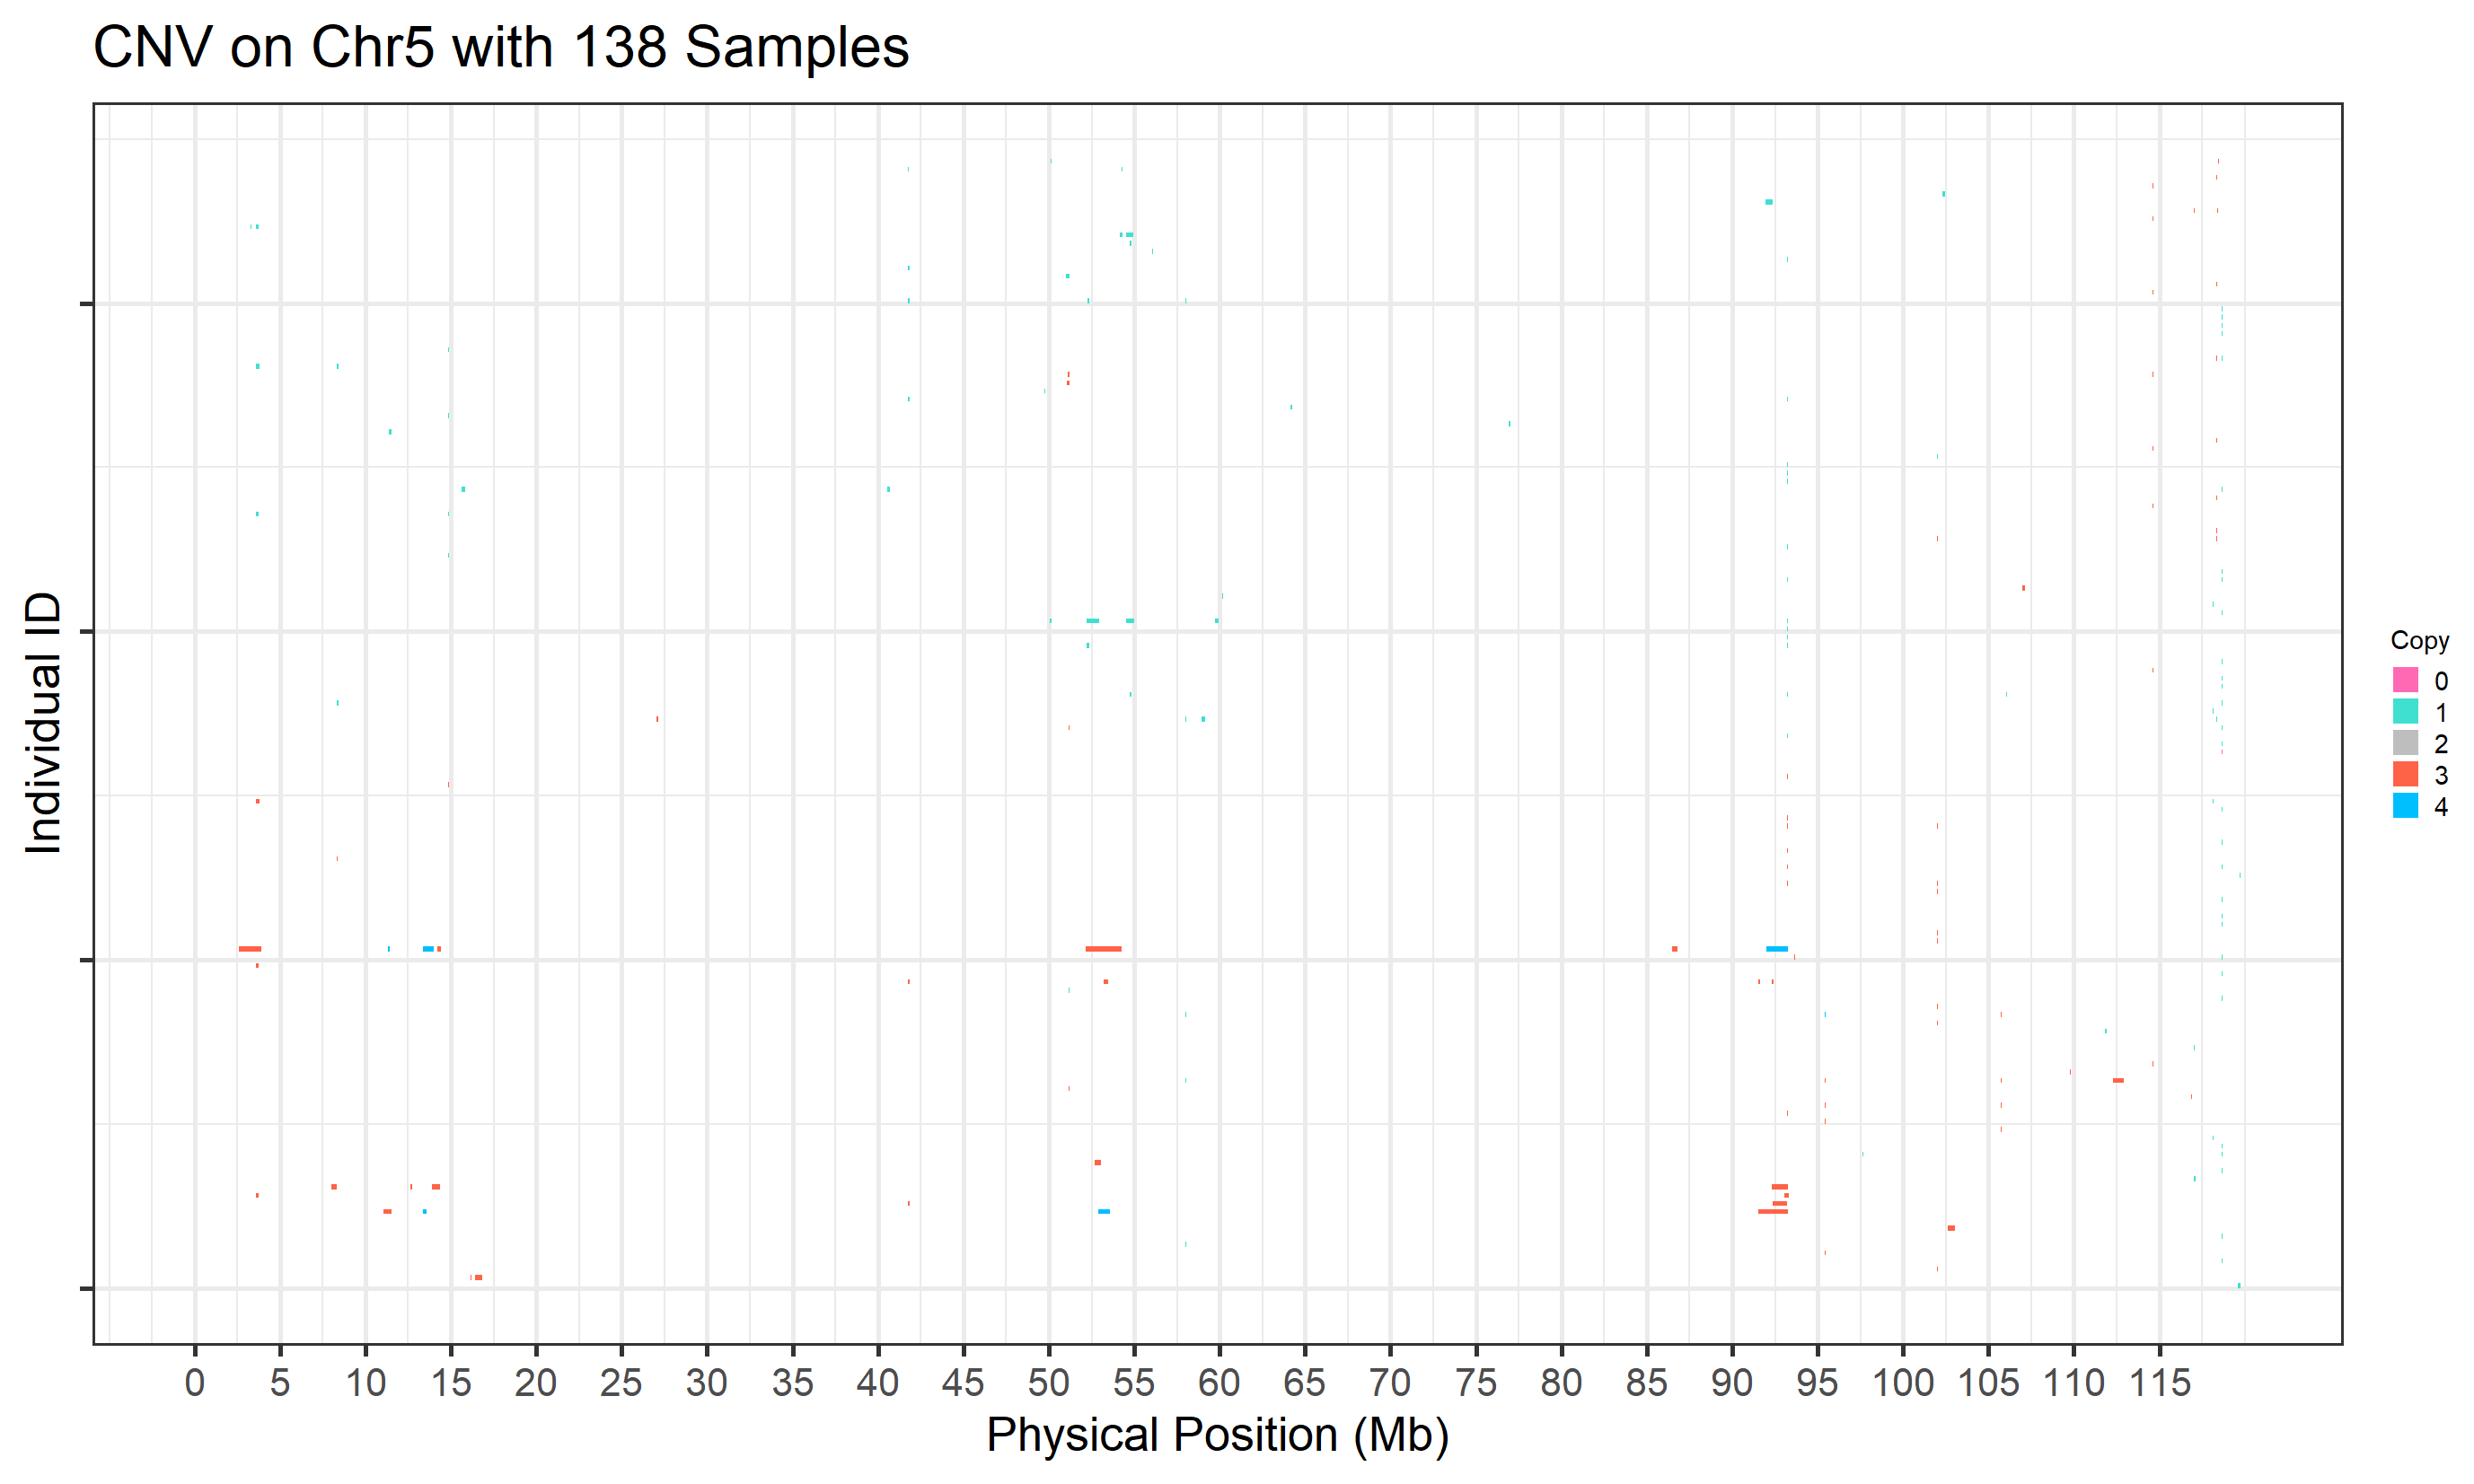 CNV on Chr5 with 138 Samples
Individual ID
Copy
0
1
2
3
4
0 5 10 15 20 25 30 35 40 45 50 55 60 65 70 75 80 85 90 95 100 105 110 115
Physical Position (Mb)